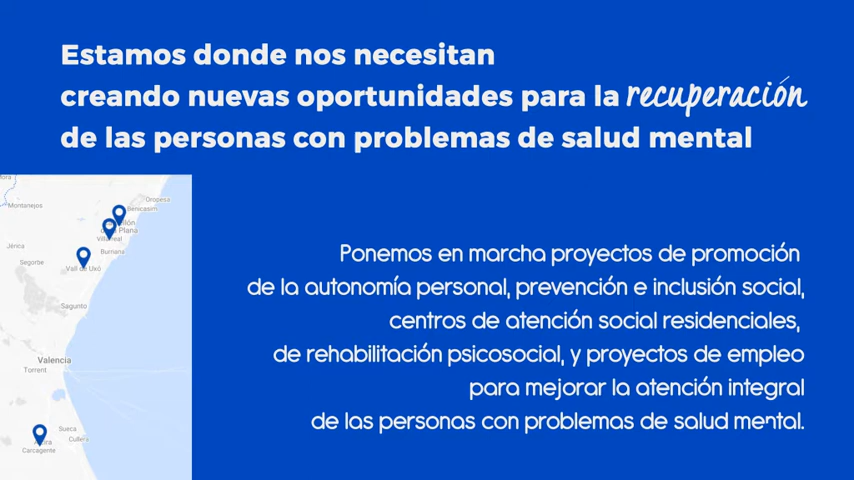 Estamos donde nos necesitan
creando nuevas oportunidades para la recuperación
de las personas con problemas de salud mental
Oropesa
Montanejos
Benicasim
Villarreal
Jérica
Burriana
Segorbe
Vall de Uxó
Sagunto
Valencia
Torrent
Sueca
Cullera
Carcagente
Ponemos en marcha proyectos de promoción
de la autonomía personal, prevención e inclusión social,
centros de atención social residenciales,
de rehabilitación psicosocial, y proyectos de empleo
para mejorar la atención integral
de las personas con problemas de salud mental.